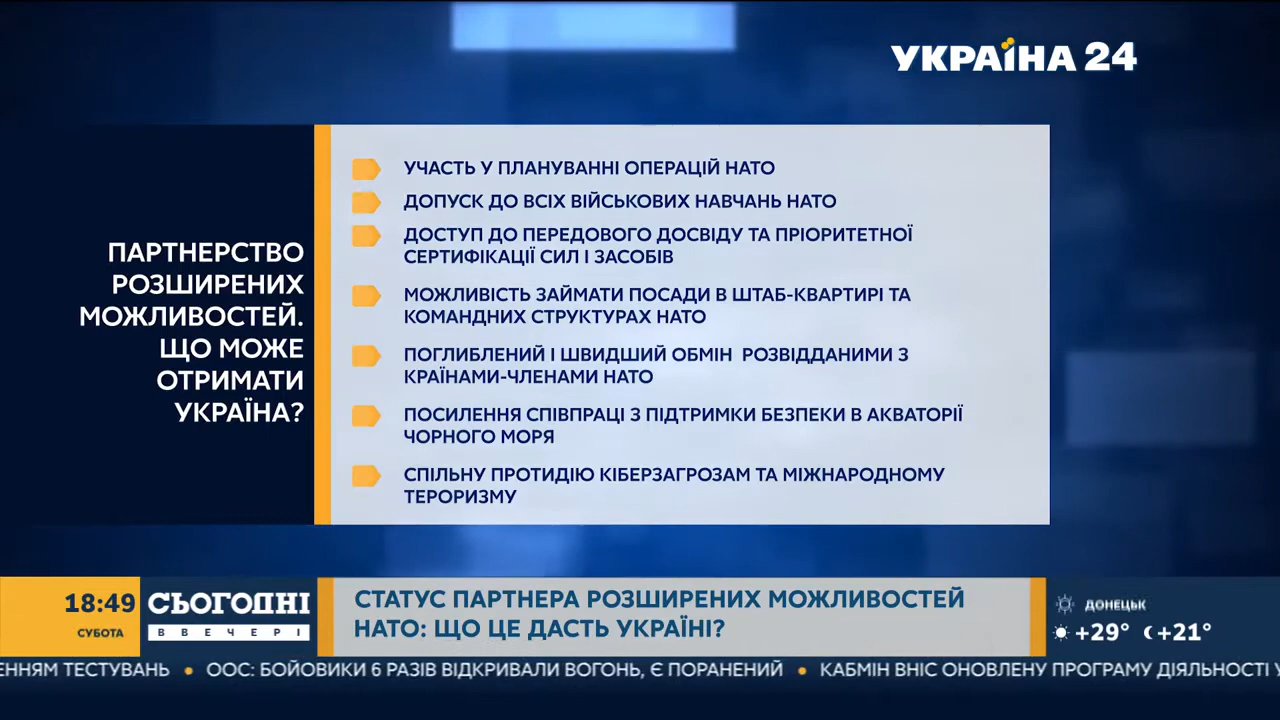 УКРАЇНА 24
ПАРТНЕРСТВО
РОЗШИРЕНИХ
МОЖЛИВОСТЕЙ.
ЩО МОЖЕ
ОТРИМАТИ
УКРАЇНА?
УЧАСТЬ У ПЛАНУВАННІ ОПЕРАЦІЙ НАТО
ДОПУСК ДО ВСІХ ВІЙСЬКОВИХ НАВЧАНЬ НАТО
ДОСТУП ДО ПЕРЕДОВОГО ДОСВІДУ ТА ПРІОРИТЕТНОЇ
СЕРТИФІКАЦІЇ СИЛ І ЗАСОБІВ
МОЖЛИВІСТЬ ЗАЙМАТИ ПОСАДИ В ШТАБ-КВАРТИРІ ТА
КОМАНДНИХ СТРУКТУРАХ НАТО
ПОГЛИБЛЕНИЙ І ШВИДШИЙ ОБМІН РОЗВІДДАНИМИ З
КРАЇНАМИ-ЧЛЕНАМИ НАТО
ПОСИЛЕННЯ СПІВПРАЦІ З ПІДТРИМКИ БЕЗПЕКИ В АКВАТОРІЇ
ЧОРНОГО МОРЯ
СПІЛЬНУ ПРОТИДІЮ КІБЕРЗАГРОЗАМ ТА МІЖНАРОДНОМУ
ТЕРОРИЗМУ
18:49
СУБОТА
СЬОГОДНІ
ВВЕЧЕРІ
СТАТУС ПАРТНЕРА РОЗШИРЕНИХ МОЖЛИВОСТЕЙ
НАТО: ЩО ЦЕ ДАСТЬ УКРАЇНІ?
ДОНЕЦЬК
+29° +21°
ЕННЯМ ТЕСТУВАНЬ • ООС: БОЙОВИКИ 6 РАЗІВ ВІДКРИВАЛИ ВОГОНЬ, Є ПОРАНЕНИЙ • КАБМІН ВНІС ОНОВЛЕНУ ПРОГРАМУ ДІЯЛЬНОСТІ У